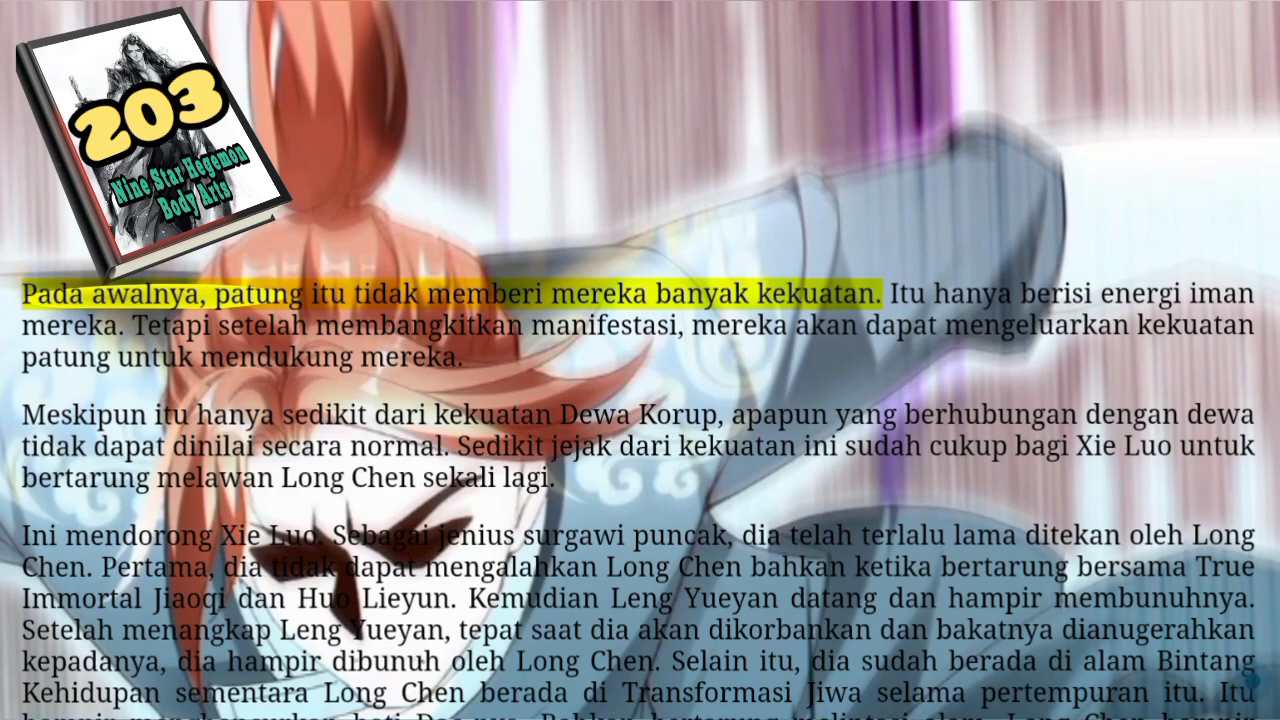 203
Nine Star Hegemon
Body Arts
Pada awalnya, patung itu tidak memberi mereka banyak kekuatan. Itu hanya berisi energi iman
mereka. Tetapi setelah membangkitkan manifestasi, mereka akan dapat mengeluarkan kekuatan
patung untuk mendukung mereka.
Meskipun itu hanya sedikit dari kekuatan Dewa Korup, apapun yang berhubungan dengan dewa
tidak dapat dinilai secara normal. Sedikit jejak dari kekuatan ini sudah cukup bagi Xie Luo untuk
bertarung melawan Long Chen sekali lagi.
Ini mendorong Xie Luo. Sebagai jenius surgawi puncak, dia telah terlalu lama ditekan oleh Long
Chen. Pertama, dia tidak dapat mengalahkan Long Chen bahkan ketika bertarung bersama True
Immortal Jiaoqi dan Huo Lieyun. Kemudian Leng Yueyan datang dan hampir membunuhnya.
Setelah menangkap Leng Yueyan, tepat saat dia akan dikorbankan dan bakatnya dianugerahkan
kepadanya, dia hampir dibunuh oleh Long Chen. Selain itu, dia sudah berada di alam Bintang
Kehidupan sementara Long Chen berada di Transformasi Jiwa selama pertempuran itu. Itu